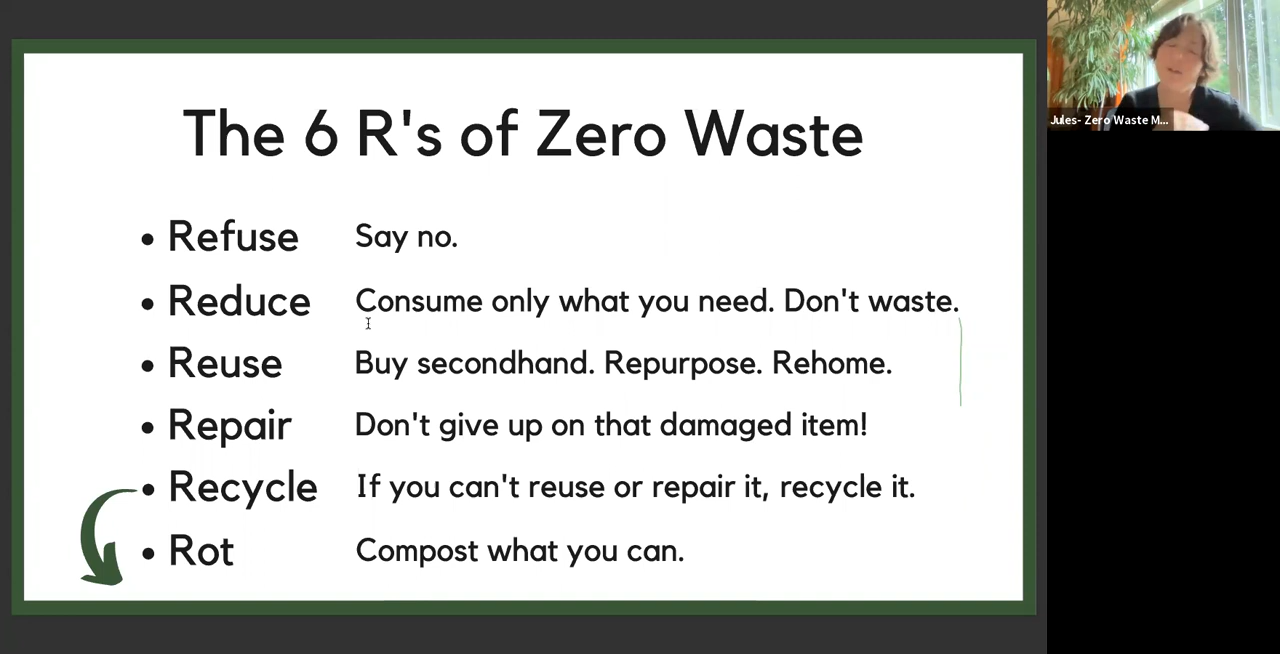 The 6 R's of Zero Waste
• Refuse Say no.
• Reduce Consume only what you need. Don't waste.
• Reuse Buy secondhand. Repurpose. Rehome.
• Repair Don't give up on that damaged item!
• Recycle If you can't reuse or repair it, recycle it.
• Rot Compost what you can.
Jules- Zero Waste M...